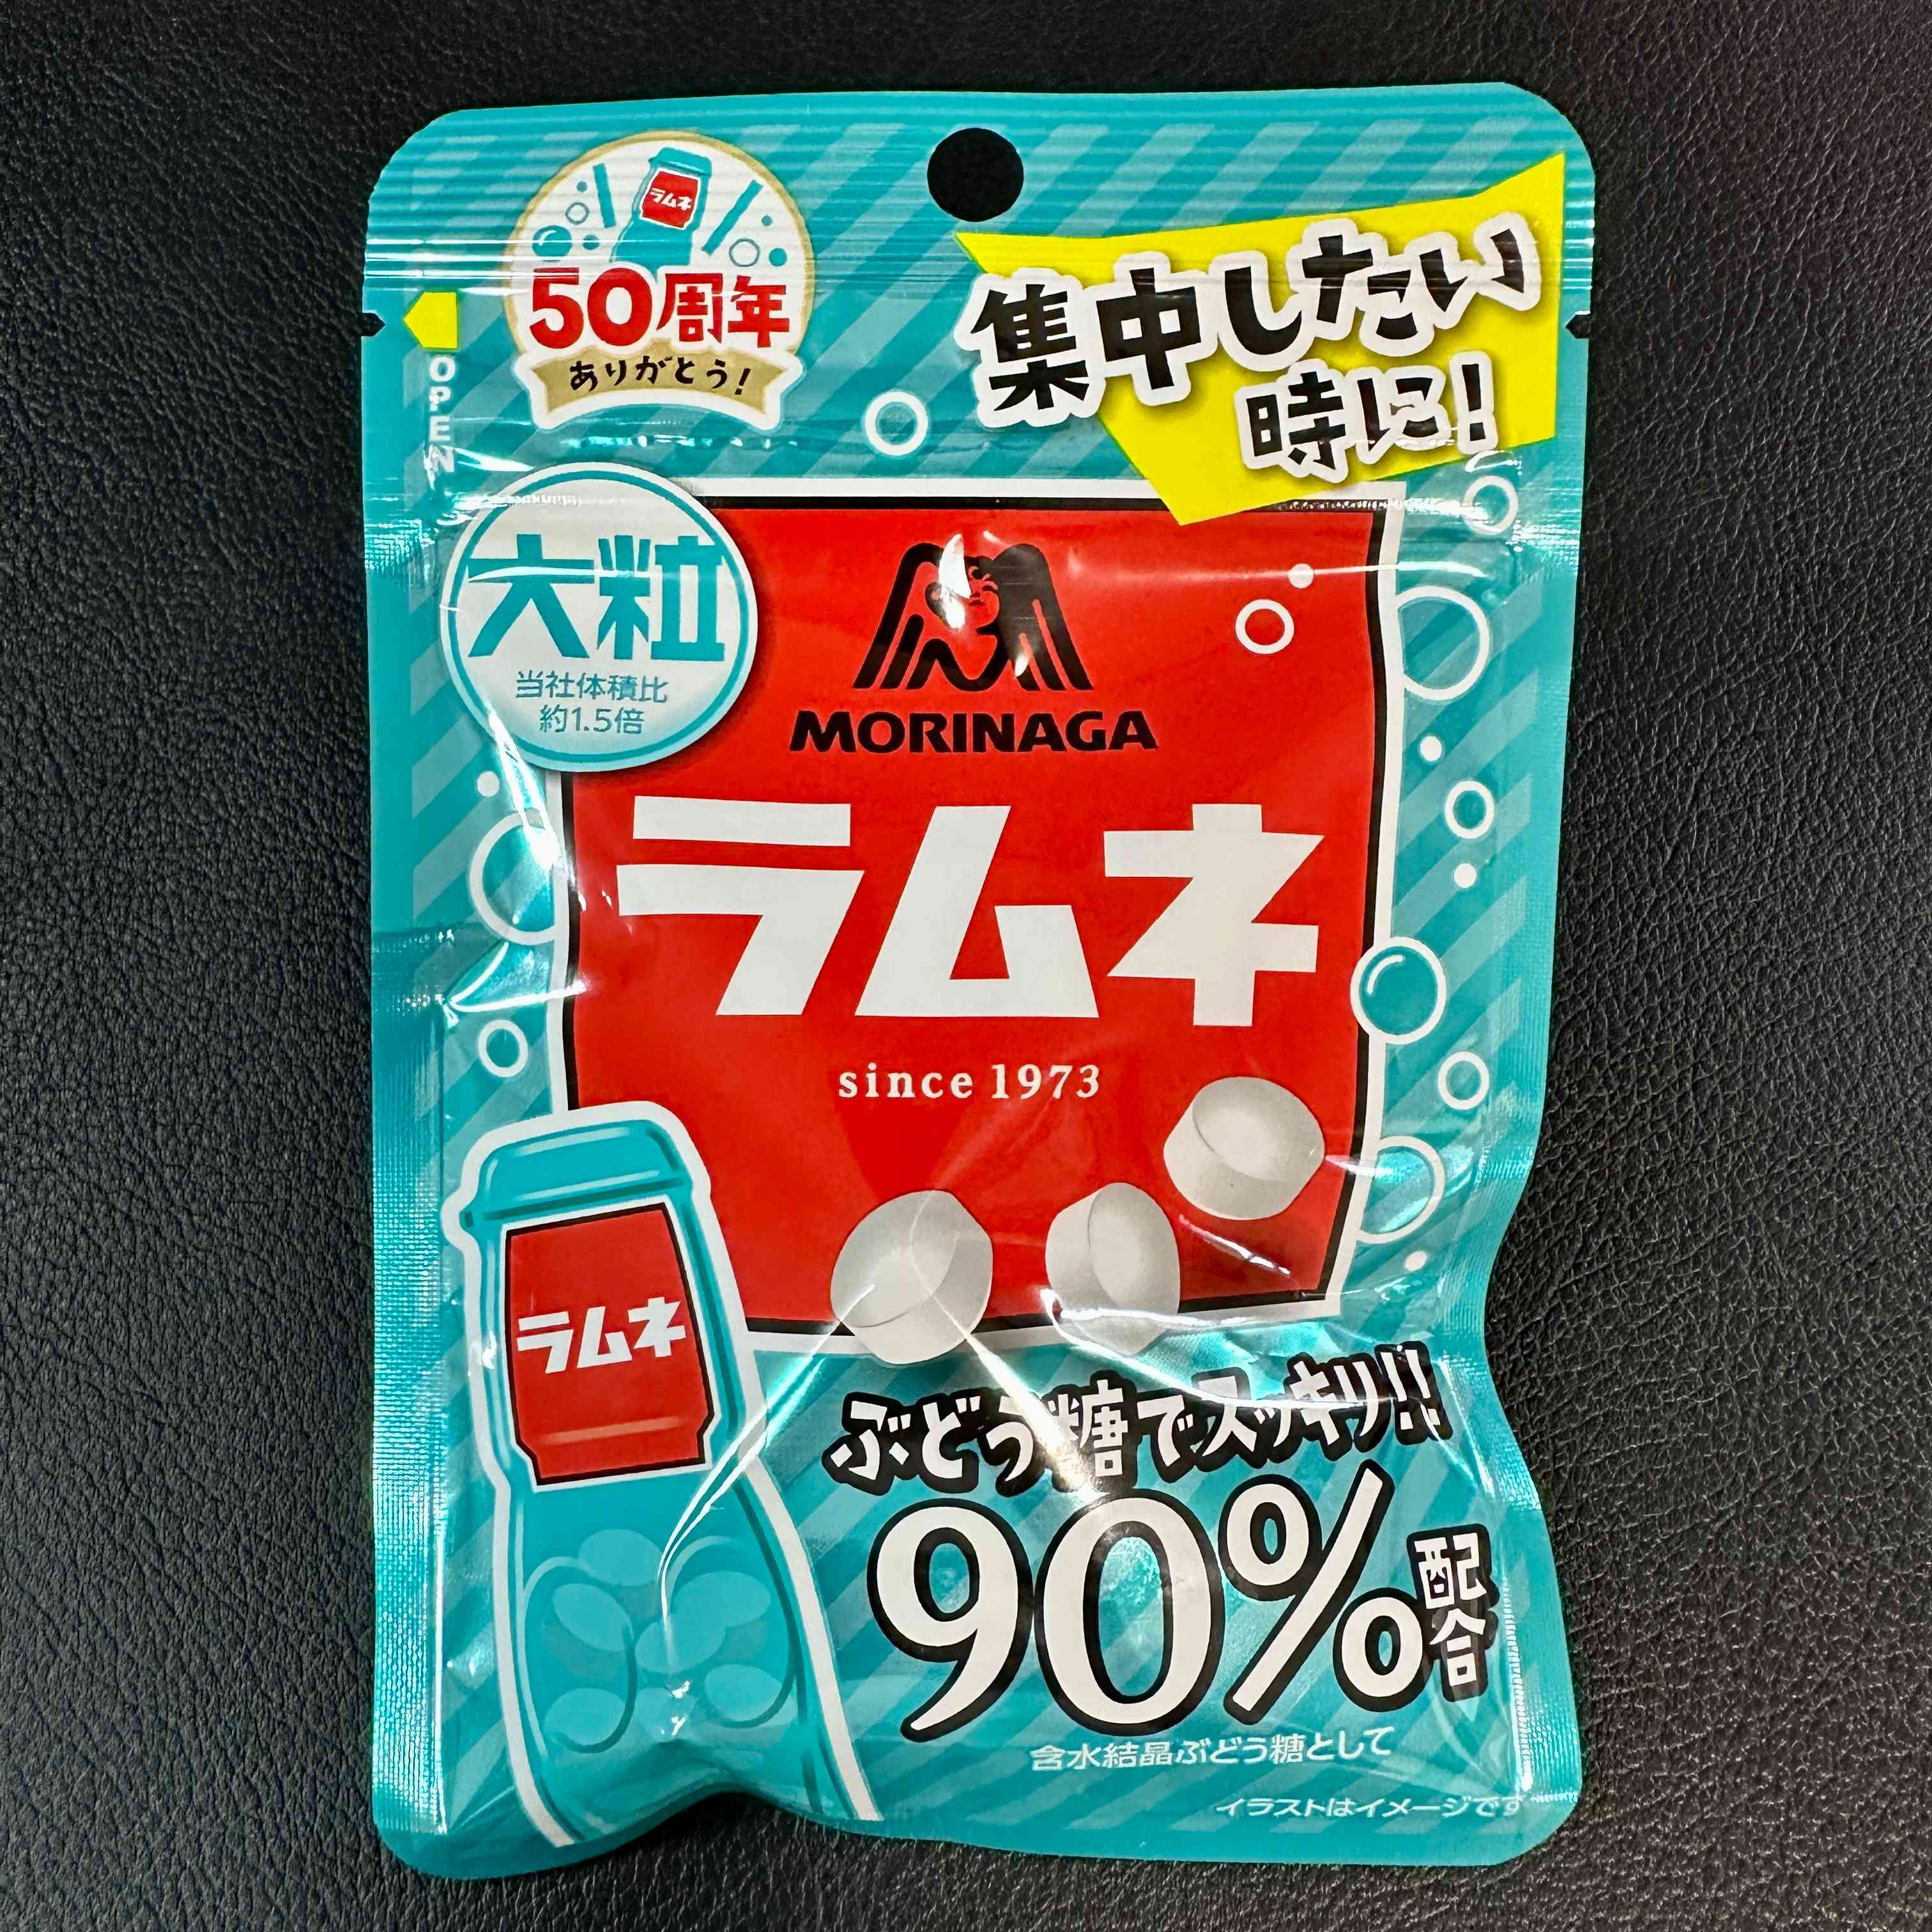 ラムネ
50周年
ありがとう!
集中したい
時に!
OPEN
大粒
当社体積比
約1.5倍
MORINAGA
ラムネ
since 1973
ラムネ
ぶどう糖でスッキリ!!
90%配合
含水結晶ぶどう糖として
イラストはイメージです